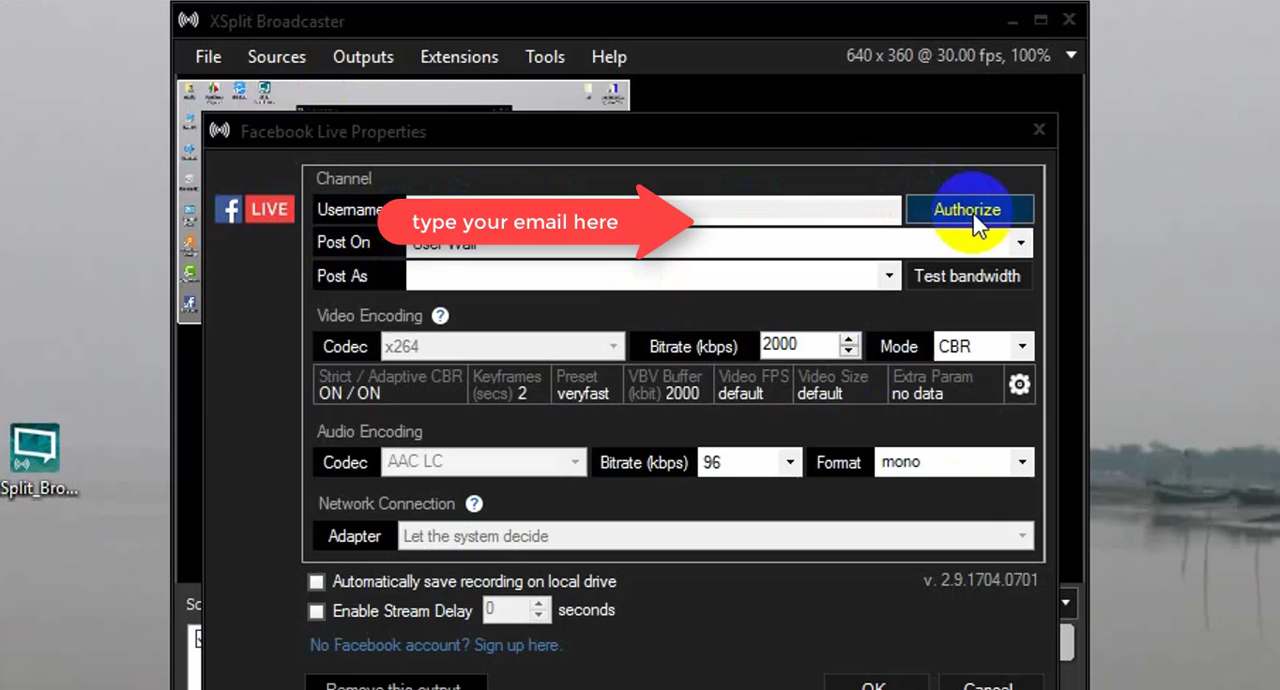 XSplit Broadcaster
File Sources Outputs Extensions Tools Help 640 x 360 @ 30.00 fps, 100%
Facebook Live Properties
Channel
f LIVE Username type your email here Authorize
Post On User Wall
Post As Test bandwidth
Video Encoding ?
Codec x264 Bitrate (kbps) 2000 Mode CBR
Strict / Adaptive CBR Keyframes Preset VBV Buffer Video FPS Video Size Extra Param
ON / ON (secs) 2 veryfast (kbit) 2000 default default no data
Audio Encoding
Codec AAC LC Bitrate (kbps) 96 Format mono
Network Connection ?
Adapter Let the system decide
Split_Bro...
Automatically save recording on local drive v. 2.9.1704.0701
Enable Stream Delay 0 seconds
No Facebook account? Sign up here.
Remove this output OK Cancel